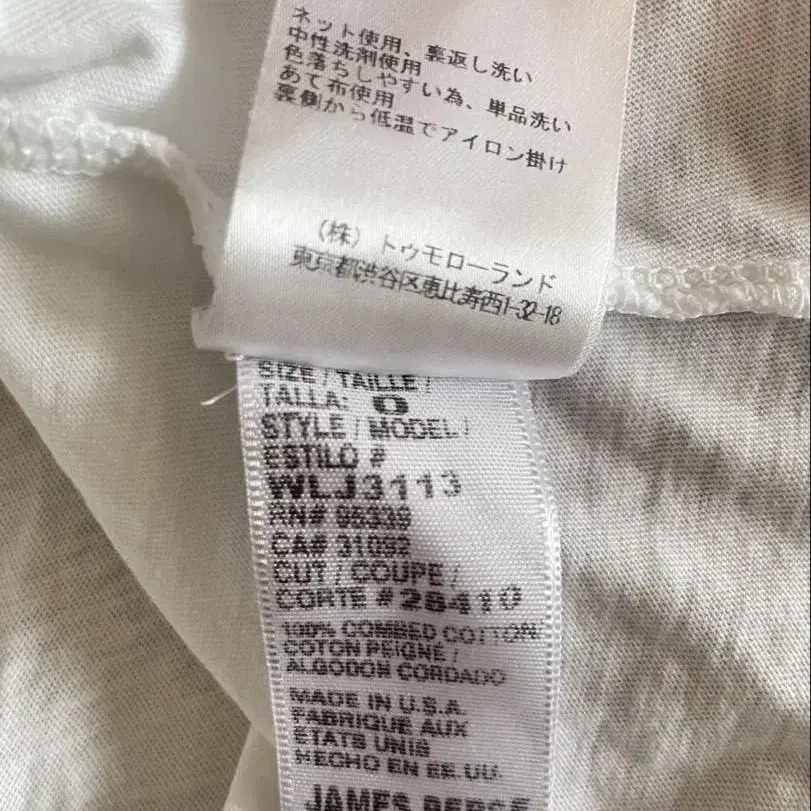 ネット使用、裏返し洗い
中性洗剤使用
色落ちしやすい為、単品洗い
あて布使用
裏側から低温でアイロン掛け
(株) トゥモローランド
東京都渋谷区恵比寿西1-32-18
SIZE / TAILLE /
TALLA: 0
STYLE / MODEL /
ESTILO #
WLJ3113
RN# 95339
CA# 31092
CUT / COUPE /
CORTE # 28410
100% COMBED COTTON
COTON PEIGNÉ /
ALGODON CORDADO
MADE IN U.S.A.
FABRIQUE AUX
ETATS UNIS
HECHO EN EE.UU.
JAMES PERSE